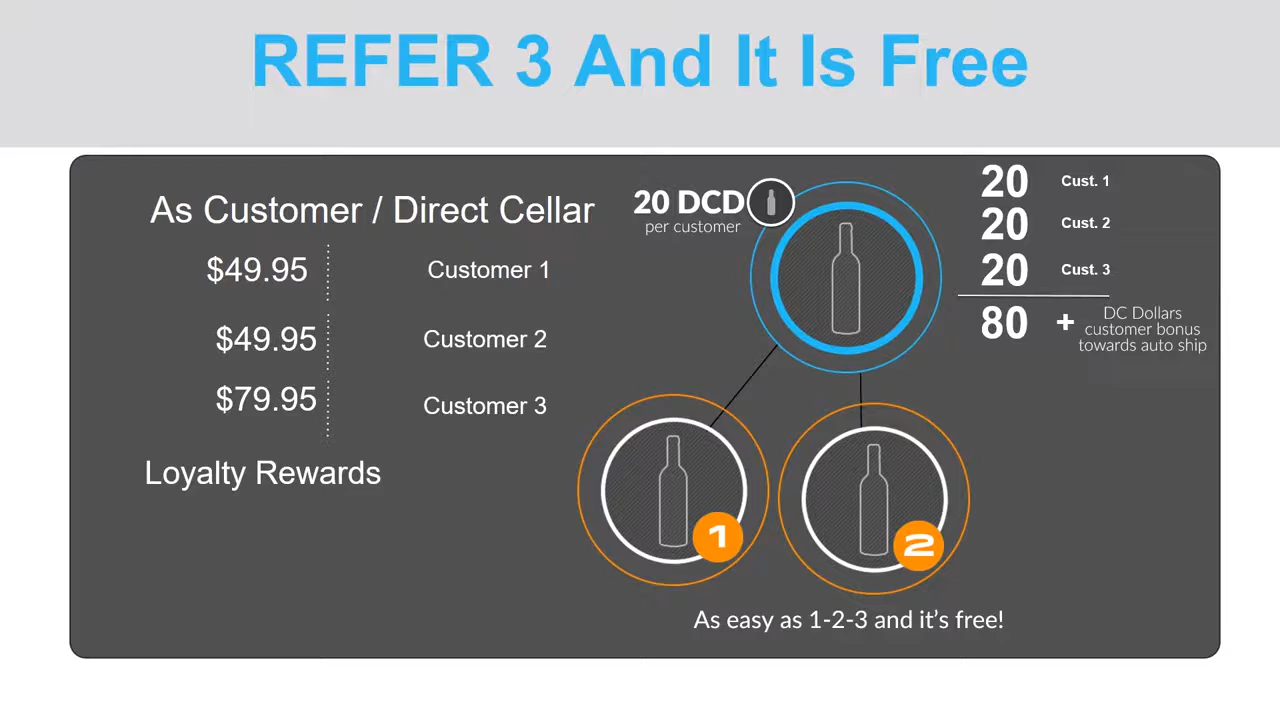 REFER 3 And It Is Free
As Customer / Direct Cellar
$49.95 Customer 1
$49.95 Customer 2
$79.95 Customer 3
Loyalty Rewards
20 DCD
per customer
20 Cust. 1
20 Cust. 2
20 Cust. 3
80 + DC Dollars
customer bonus
towards auto ship
1
2
As easy as 1-2-3 and it's free!